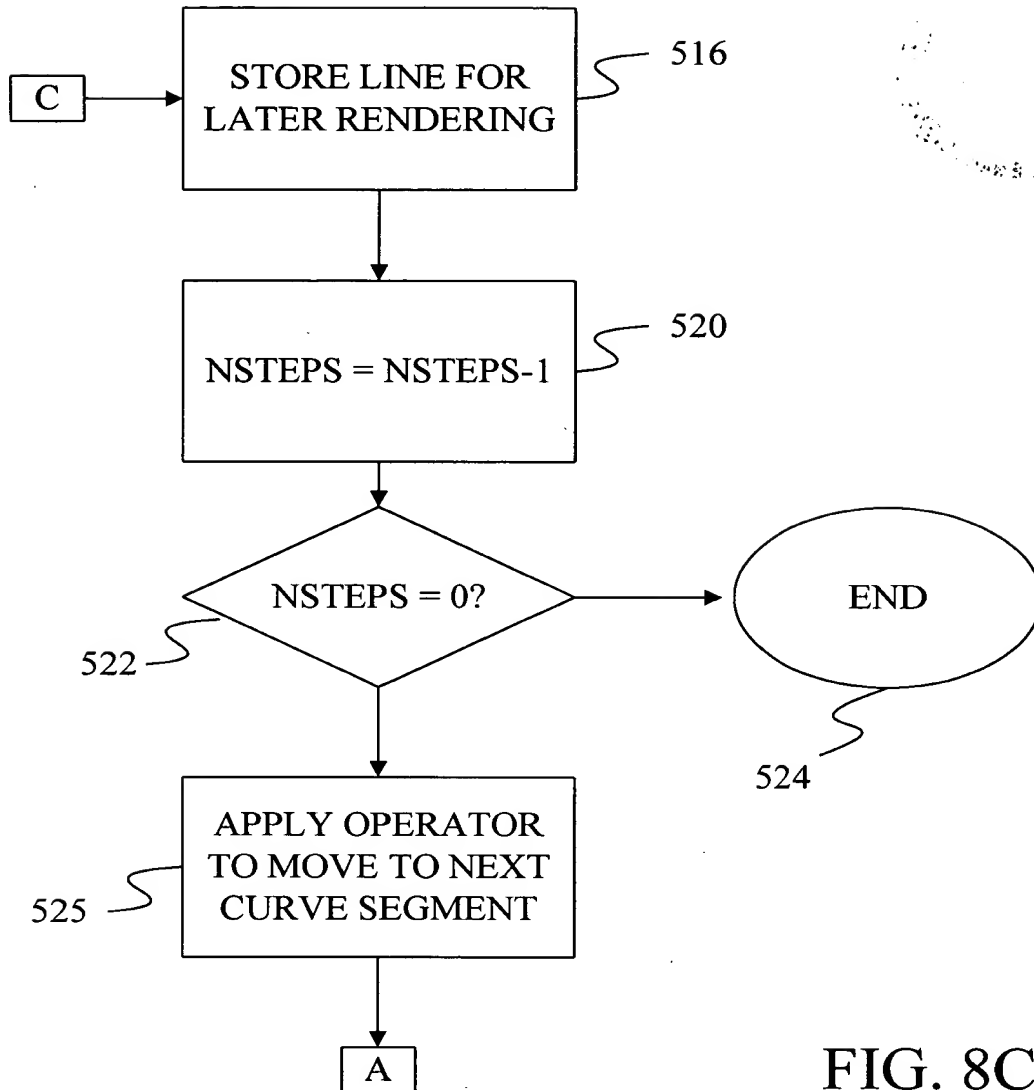 C
STORE LINE FOR
LATER RENDERING
516
NSTEPS = NSTEPS-1
520
NSTEPS = 0?
522
END
524
APPLY OPERATOR
TO MOVE TO NEXT
CURVE SEGMENT
525
A
FIG. 8C